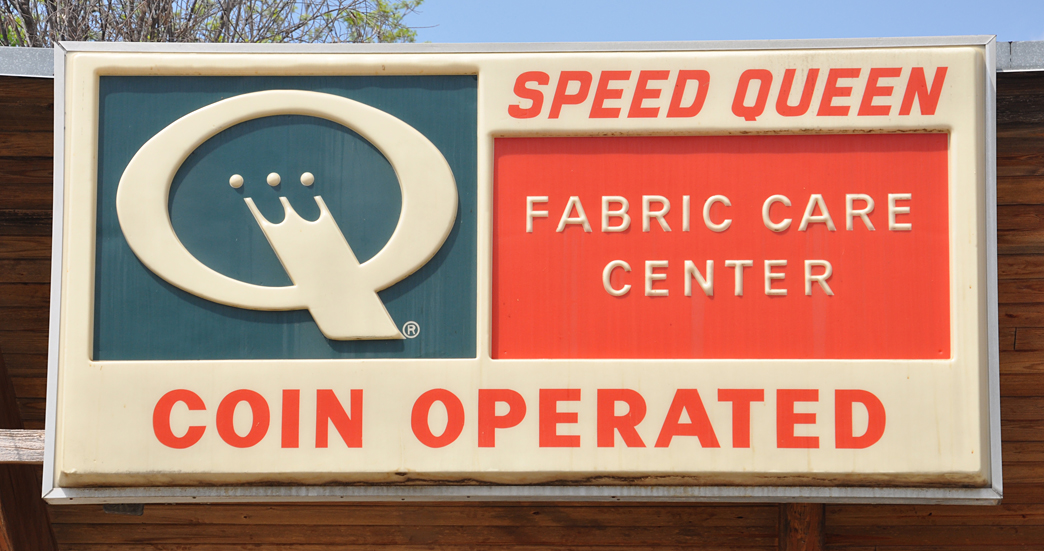 SPEED QUEEN
Q®
FABRIC CARE
CENTER
COIN OPERATED